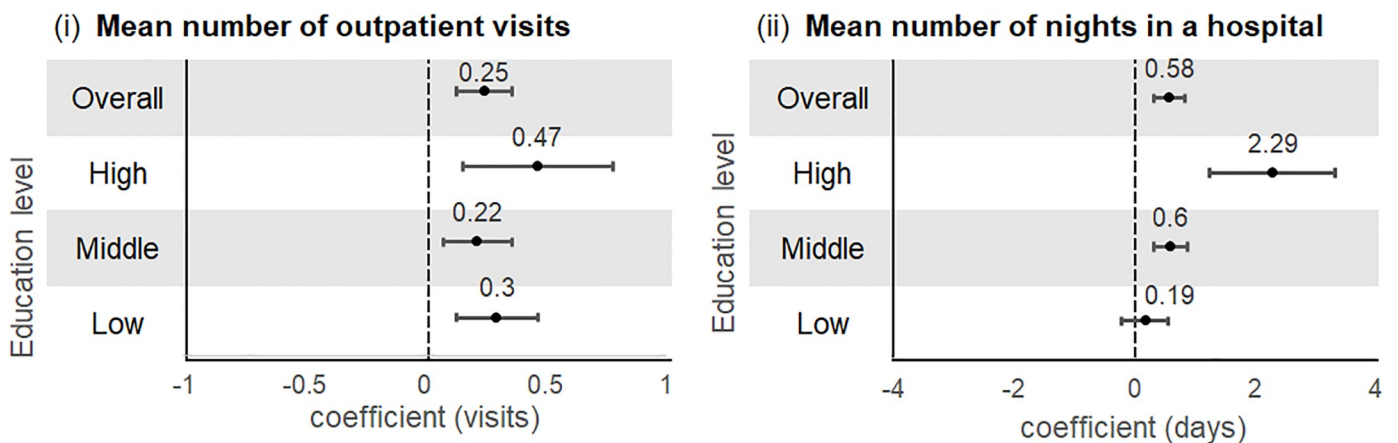 (i) Mean number of outpatient visits
Education level
Overall
0.25
High
0.47
Middle
0.22
Low
0.3
-1 -0.5 0 0.5 1
coefficient (visits)
(ii) Mean number of nights in a hospital
Education level
Overall
0.58
High
2.29
Middle
0.6
Low
0.19
-4 -2 0 2 4
coefficient (days)